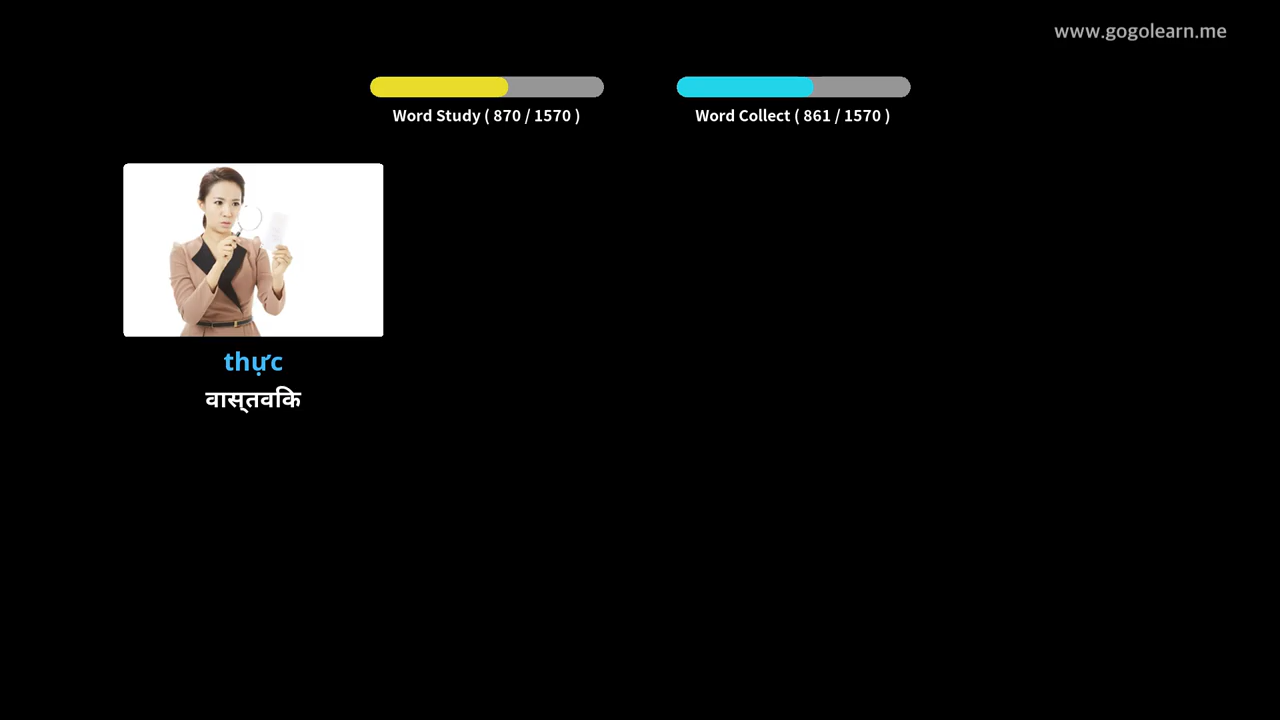 www.gogolearn.me
Word Study ( 870 / 1570 )
Word Collect ( 861 / 1570 )
thực
वास्तविक